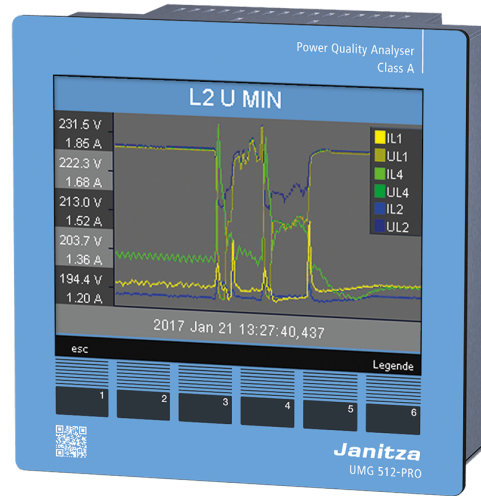 Power Quality Analyser
Class A
L2 U MIN
231.5 V
1.85 A
222.3 V
1.68 A
213.0 V
1.52 A
203.7 V
1.36 A
194.4 V
1.20 A
IL1
UL1
IL4
UL4
IL2
UL2
2017 Jan 21 13:27:40,437
esc
Legende
1
2
3
4
5
6
Janitza
UMG 512-PRO